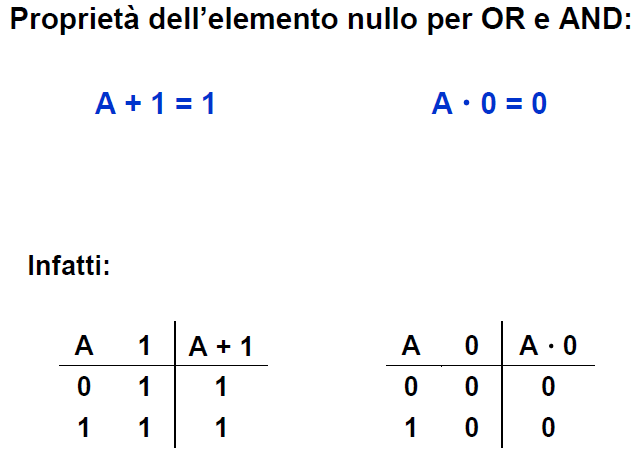 Proprietà dell’elemento nullo per OR e AND:
A + 1 = 1
A · 0 = 0
Infatti:
A 1 A + 1
0 1 1
1 1 1
A 0 A · 0
0 0 0
1 0 0